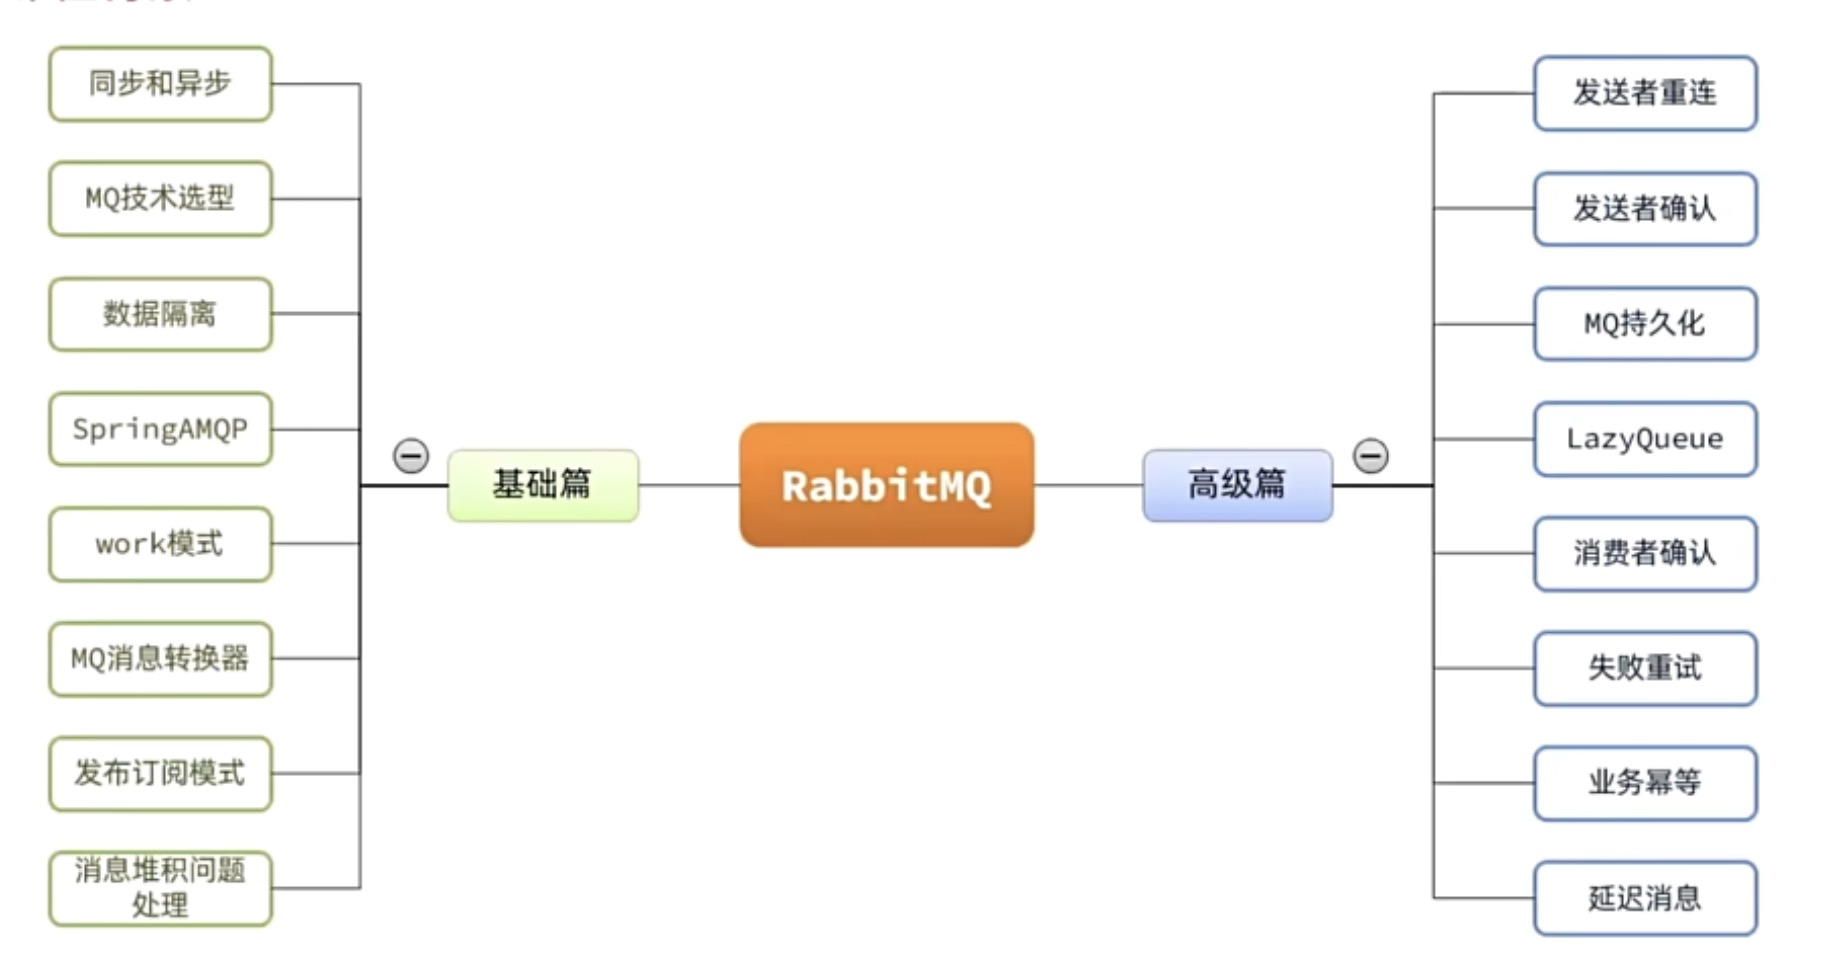 同步和异步
MQ技术选型
数据隔离
SpringAMQP
work模式
MQ消息转换器
发布订阅模式
消息堆积问题
处理
基础篇
RabbitMQ
高级篇
发送者重连
发送者确认
MQ持久化
LazyQueue
消费者确认
失败重试
业务幂等
延迟消息